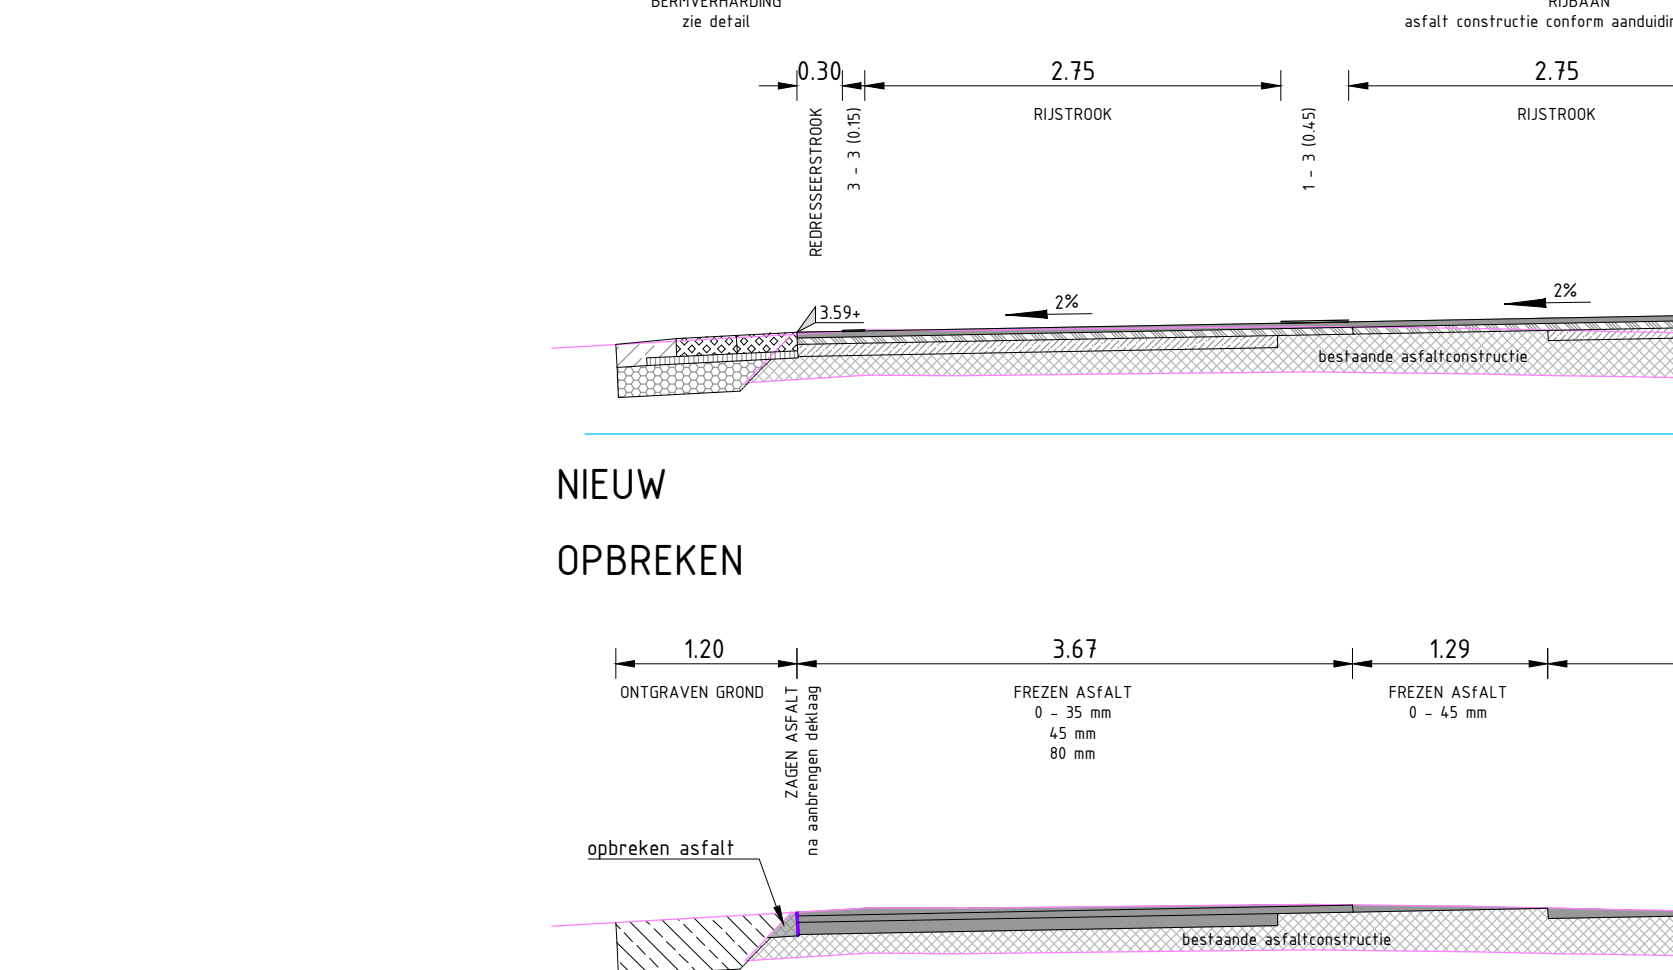 BERMVERHARDING
zie detail
RIJBAAN
asfalt constructie conform
0.30
2.75
2.75
REDRESSEERSTROOK
3 - 3 (0.15)
RIJSTROOK
1 - 3 (0.45)
RIJSTROOK
3.59+
2%
2%
bestaande asfaltconstructie
NIEUW
OPBREKEN
1.20
3.67
1.29
ONTGRAVEN GROND
ZAGEN ASFALT
na aanbrengen deklaag
FREZEN ASfALT
0 - 35 mm
45 mm
80 mm
FREZEN ASfALT
0 - 45 mm
opbreken asfalt
bestaande asfaltconstructie